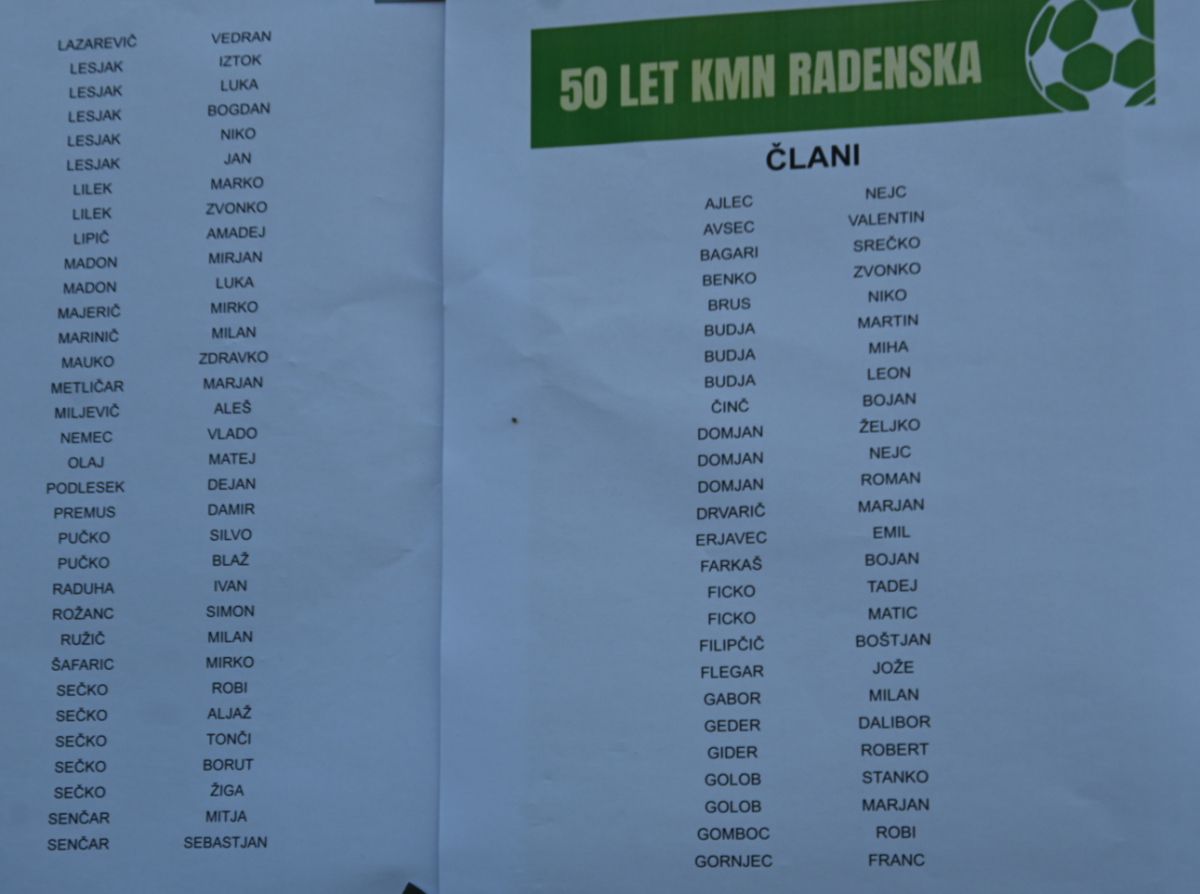 LAZAREVIČ VEDRAN
LESJAK IZTOK
LESJAK LUKA
LESJAK BOGDAN
LESJAK NIKO
LESJAK JAN
LILEK MARKO
LILEK ZVONKO
LIPIČ AMADEJ
MADON MIRJAN
MADON LUKA
MAJERIČ MIRKO
MARINIČ MILAN
MAUKO ZDRAVKO
METLIČAR MARJAN
MILJEVIČ ALEŠ
NEMEC VLADO
OLAJ MATEJ
PODLESEK DEJAN
PREMUS DAMIR
PUČKO SILVO
PUČKO BLAŽ
RADUHA IVAN
ROŽANC SIMON
RUŽIČ MILAN
ŠAFARIC MIRKO
SEČKO ROBI
SEČKO ALJAŽ
SEČKO TONČI
SEČKO BORUT
SEČKO ŽIGA
SENČAR MITJA
SENČAR SEBASTJAN
50 LET KMN RADENSKA
ČLANI
AJLEC NEJC
AVSEC VALENTIN
BAGARI SREČKO
BENKO ZVONKO
BRUS NIKO
BUDJA MARTIN
BUDJA MIHA
BUDJA LEON
ČINČ BOJAN
DOMJAN ŽELJKO
DOMJAN NEJC
DOMJAN ROMAN
DRVARIČ MARJAN
ERJAVEC EMIL
FARKAŠ BOJAN
FICKO TADEJ
FICKO MATIC
FILIPČIČ BOŠTJAN
FLEGAR JOŽE
GABOR MILAN
GEDER DALIBOR
GIDER ROBERT
GOLOB STANKO
GOLOB MARJAN
GOMBOC ROBI
GORNJEC FRANC